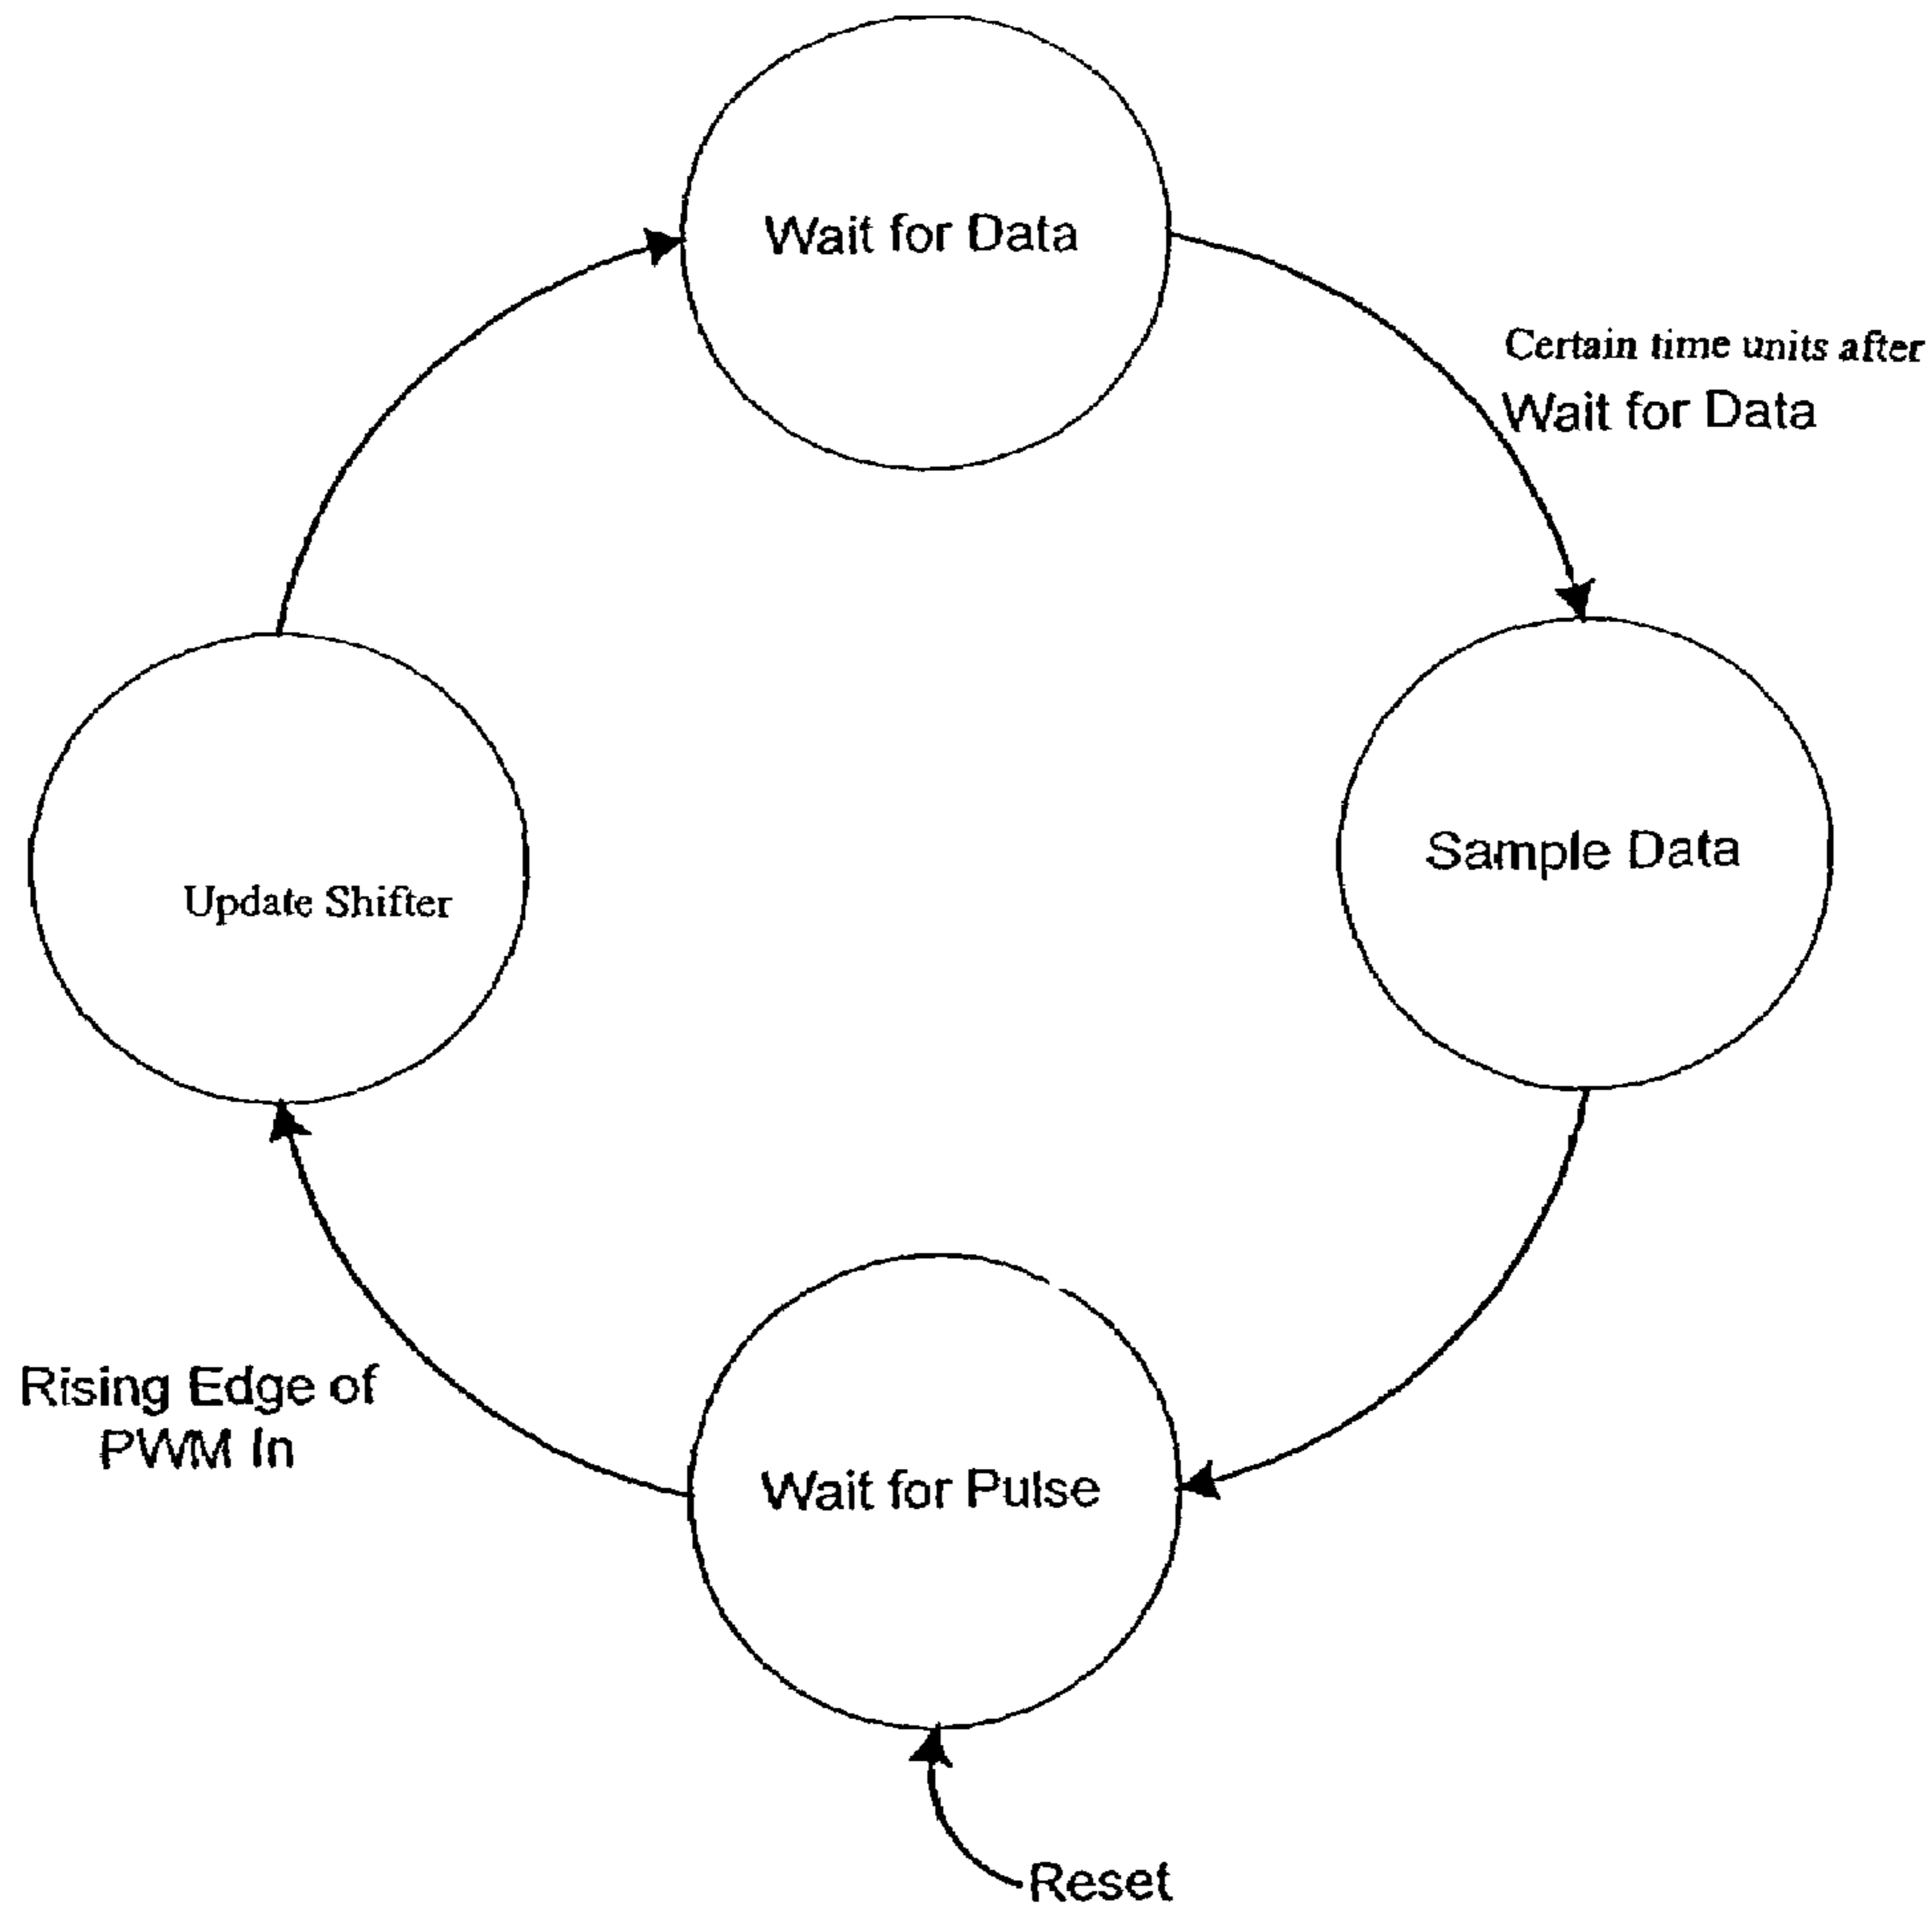 Wait for Data
Certain time units after
Wait for Data
Sample Data
Update Shifter
Rising Edge of
PWM In
Wait for Pulse
Reset